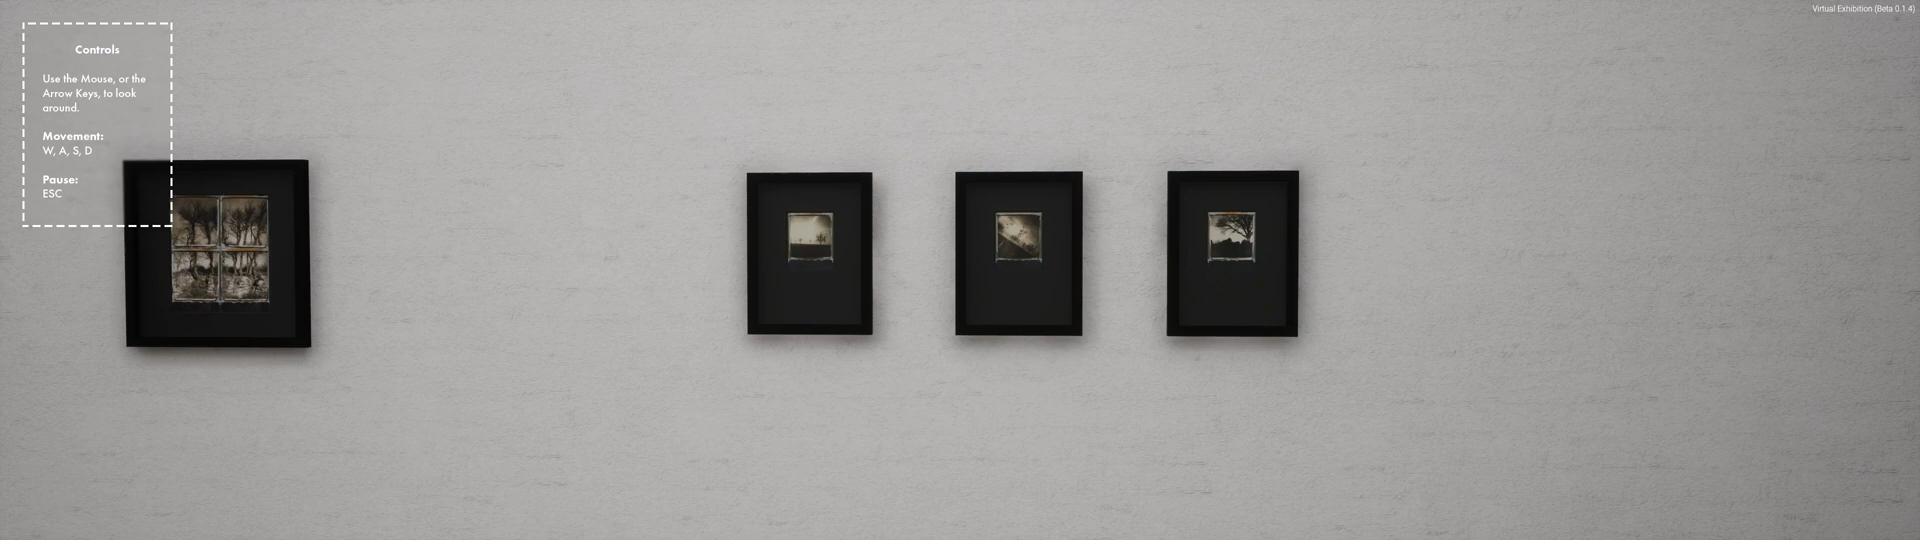 Controls
Use the Mouse, or the
Arrow Keys, to look
around.
Movement:
W, A, S, D
Pause:
ESC
Virtual Exhibition (Beta 0.1.4)